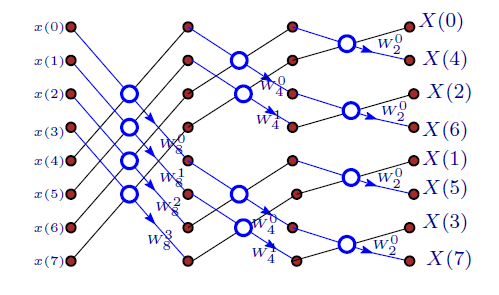 x(0)
x(1)
x(2)
x(3)
x(4)
x(5)
x(6)
x(7)
W_8^0
W_8^1
W_8^2
W_8^3
W_4^0
W_4^1
W_4^0
W_4^1
W_2^0
W_2^0
W_2^0
W_2^0
X(0)
X(4)
X(2)
X(6)
X(1)
X(5)
X(3)
X(7)